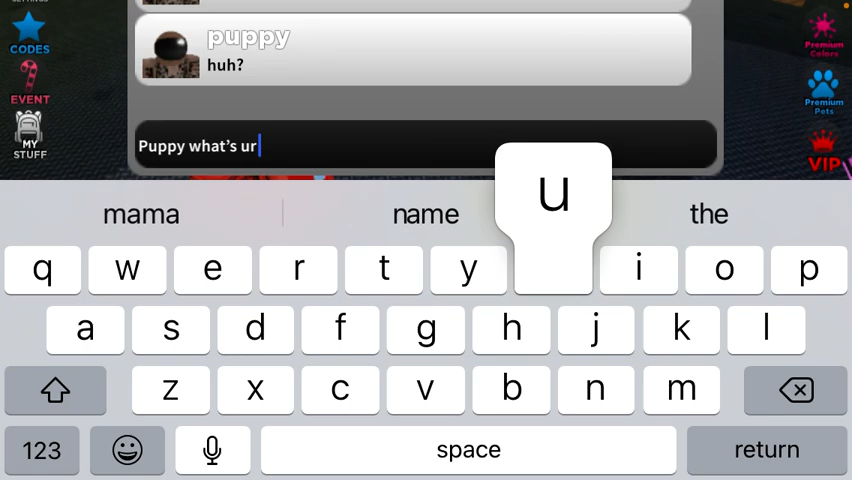 SETTINGS
CODES
EVENT
MY
STUFF
puppy
huh?
Puppy what's ur
Premium
Colors
Premium
Pets
VIP
mama name the
u
q w e r t y i o p
a s d f g h j k l
z x c v b n m
123 space return